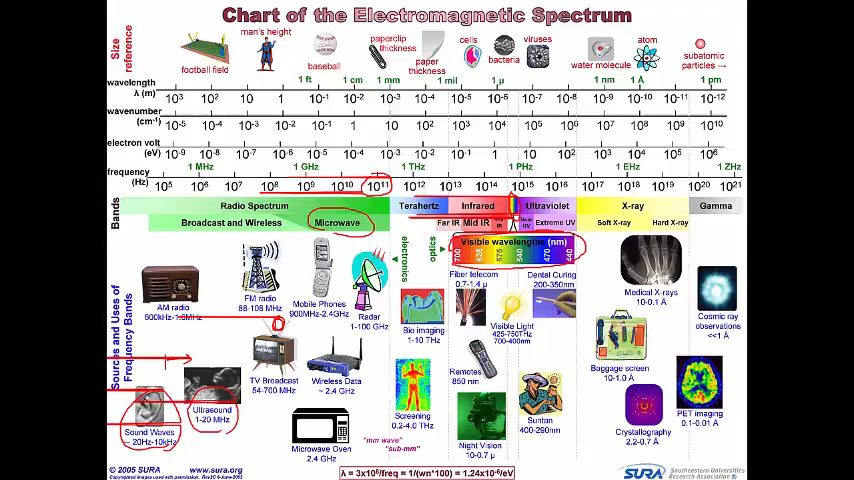 Chart of the Electromagnetic Spectrum
Size reference
football field
man's height
baseball
paperclip thickness
paper thickness
cells
bacteria
viruses
water molecule
atom
subatomic particles →
1 ft 1 cm 1 mm 1 mil 1 μ 1 nm 1 Å 1 pm
wavelength λ (m)
10³ 10² 10 1 10⁻¹ 10⁻² 10⁻³ 10⁻⁴ 10⁻⁵ 10⁻⁶ 10⁻⁷ 10⁻⁸ 10⁻⁹ 10⁻¹⁰ 10⁻¹¹ 10⁻¹²
wavenumber (cm⁻¹)
10⁻⁵ 10⁻⁴ 10⁻³ 10⁻² 10⁻¹ 1 10 10² 10³ 10⁴ 10⁵ 10⁶ 10⁷ 10⁸ 10⁹ 10¹⁰
electron volt (eV)
10⁻⁹ 10⁻⁸ 10⁻⁷ 10⁻⁶ 10⁻⁵ 10⁻⁴ 10⁻³ 10⁻² 10⁻¹ 1 10 10² 10³ 10⁴ 10⁵ 10⁶
1 MHz 1 GHz 1 THz 1 PHz 1 EHz 1 ZHz
frequency (Hz)
10⁵ 10⁶ 10⁷ 10⁸ 10⁹ 10¹⁰ 10¹¹ 10¹² 10¹³ 10¹⁴ 10¹⁵ 10¹⁶ 10¹⁷ 10¹⁸ 10¹⁹ 10²⁰ 10²¹
Bands
Radio Spectrum Terahertz Infrared Ultraviolet X-ray Gamma
Broadcast and Wireless Microwave Far IR Mid IR Near UV Extreme UV Soft X-ray Hard X-ray
electronics
optics
Visible wavelengths (nm)
700 625 575 540 470 440
Sources and Uses of Frequency Bands
AM radio
600kHz-1.6MHz
FM radio
88-108 MHz
Mobile Phones
900MHz-2.4GHz
Radar
1-100 GHz
Bio imaging
1-10 THz
Fiber telecom
0.7-1.4 μ
Visible Light
425-750THz
700-400nm
Dental Curing
200-350nm
Medical X-rays
10-0.1 Å
Cosmic ray observations
<<1 Å
TV Broadcast
54-700 MHz
Wireless Data
~ 2.4 GHz
Screening
0.2-4.0 THz
Remotes
850 nm
Suntan
400-290nm
Baggage screen
10-1.0 Å
PET imaging
0.1-0.01 Å
Sound Waves
~ 20Hz-10kHz
Ultrasound
1-20 MHz
Microwave Oven
2.4 GHz
"mm wave"
"sub-mm"
Night Vision
10-0.7 μ
Crystallography
2.2-0.7 Å
© 2005 SURA www.sura.org
Copyrighted images used with permission. Rev2C 6-June-2005
λ = 3x10⁸/freq = 1/(wn*100) = 1.24x10⁻⁶/eV
SURA Southeastern Universities Research Association®